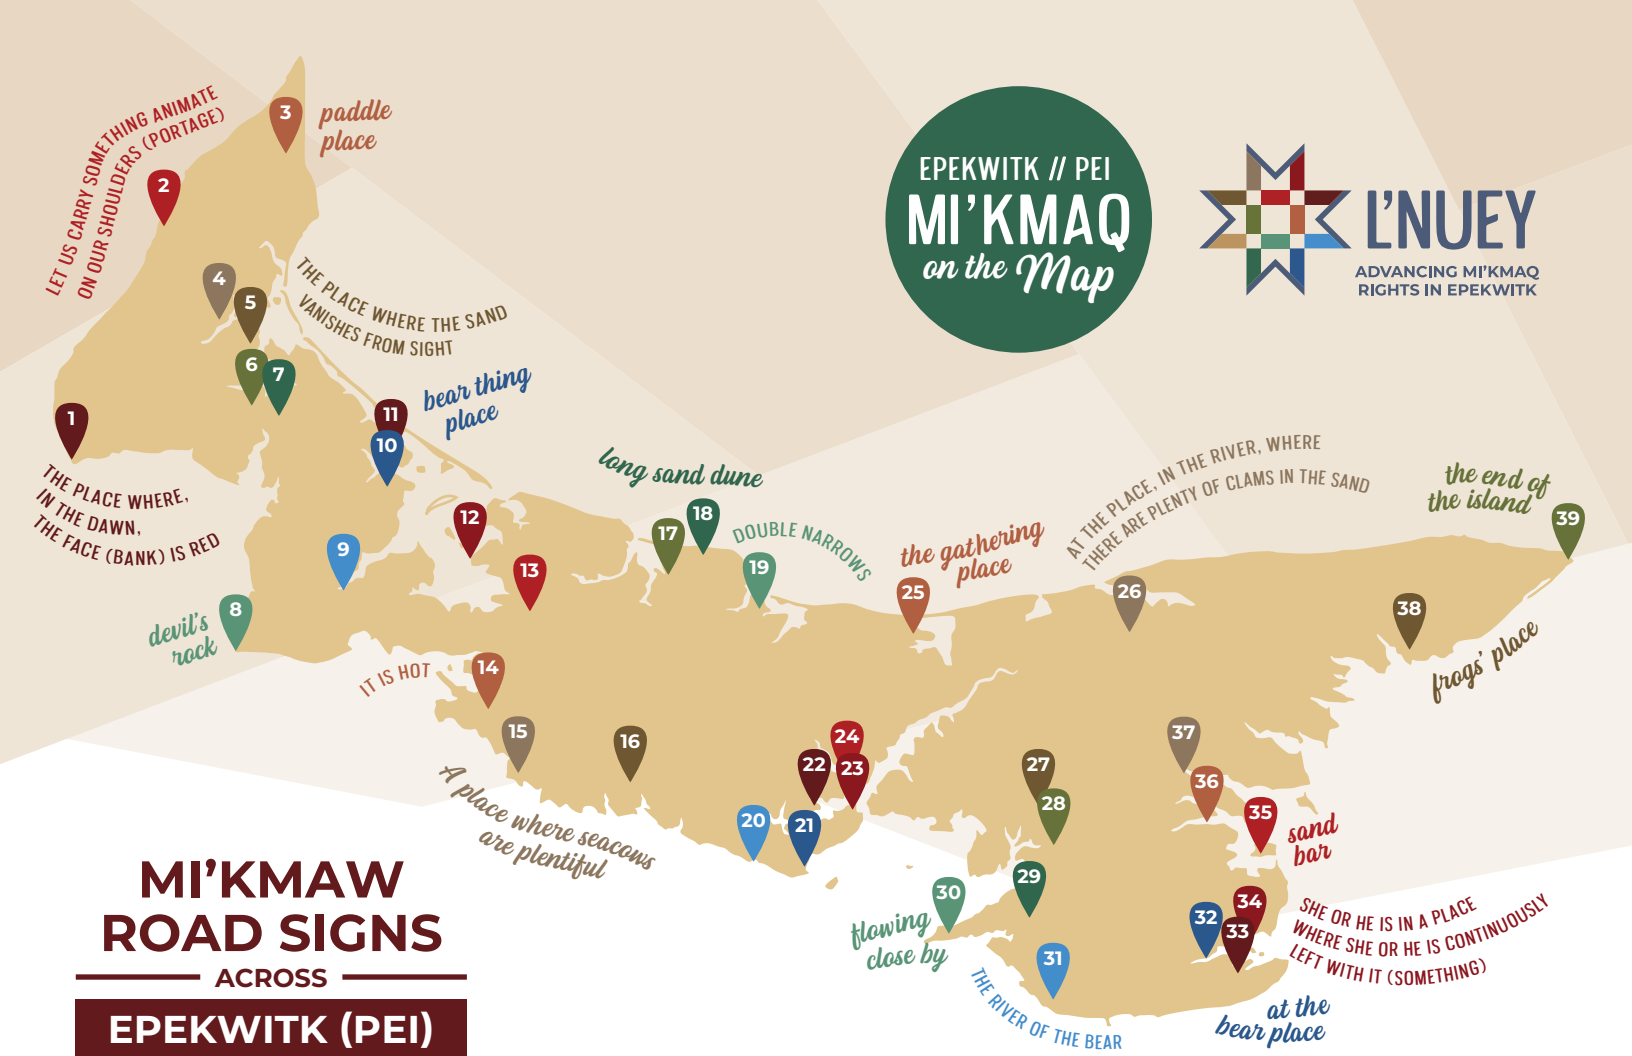 EPEKWITK // PEI
MI'KMAQ
on the Map
L'NUEY
ADVANCING MI'KMAQ
RIGHTS IN EPEKWITK
LET US CARRY SOMETHING ANIMATE
ON OUR SHOULDERS (PORTAGE)
2
3
paddle
place
4
5
THE PLACE WHERE THE SAND
VANISHES FROM SIGHT
6
7
1
THE PLACE WHERE,
IN THE DAWN,
THE FACE (BANK) IS RED
11
10
bear thing
place
12
9
13
8
devil's
rock
long sand dune
17
18
19
DOUBLE NARROWS
the gathering
place
25
AT THE PLACE, IN THE RIVER, WHERE
THERE ARE PLENTY OF CLAMS IN THE SAND
26
the end of
the island
39
38
frogs' place
IT IS HOT
14
15
16
A place where seacows
are plentiful
24
22
23
20
21
27
28
37
36
35
sand
bar
29
30
flowing
close by
31
THE RIVER OF THE BEAR
34
32
33
SHE OR HE IS IN A PLACE
WHERE SHE OR HE IS CONTINUOUSLY
LEFT WITH IT (SOMETHING)
at the
bear place
MI'KMAW
ROAD SIGNS
ACROSS
EPEKWITK (PEI)